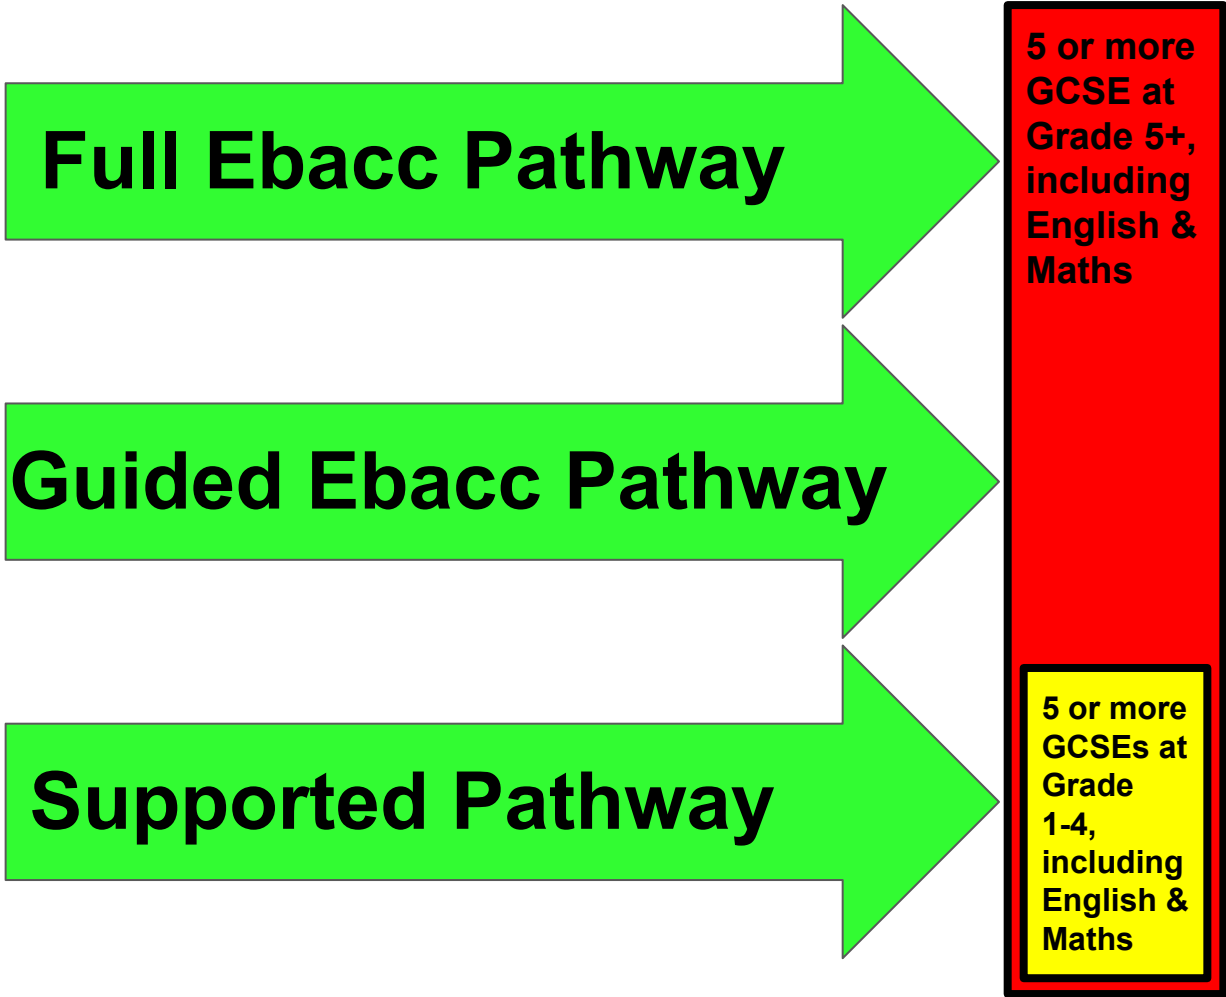 Full Ebacc Pathway
5 or more
GCSE at
Grade 5+,
including
English &
Maths
Guided Ebacc Pathway
Supported Pathway
5 or more
GCSEs at
Grade
1-4,
including
English &
Maths